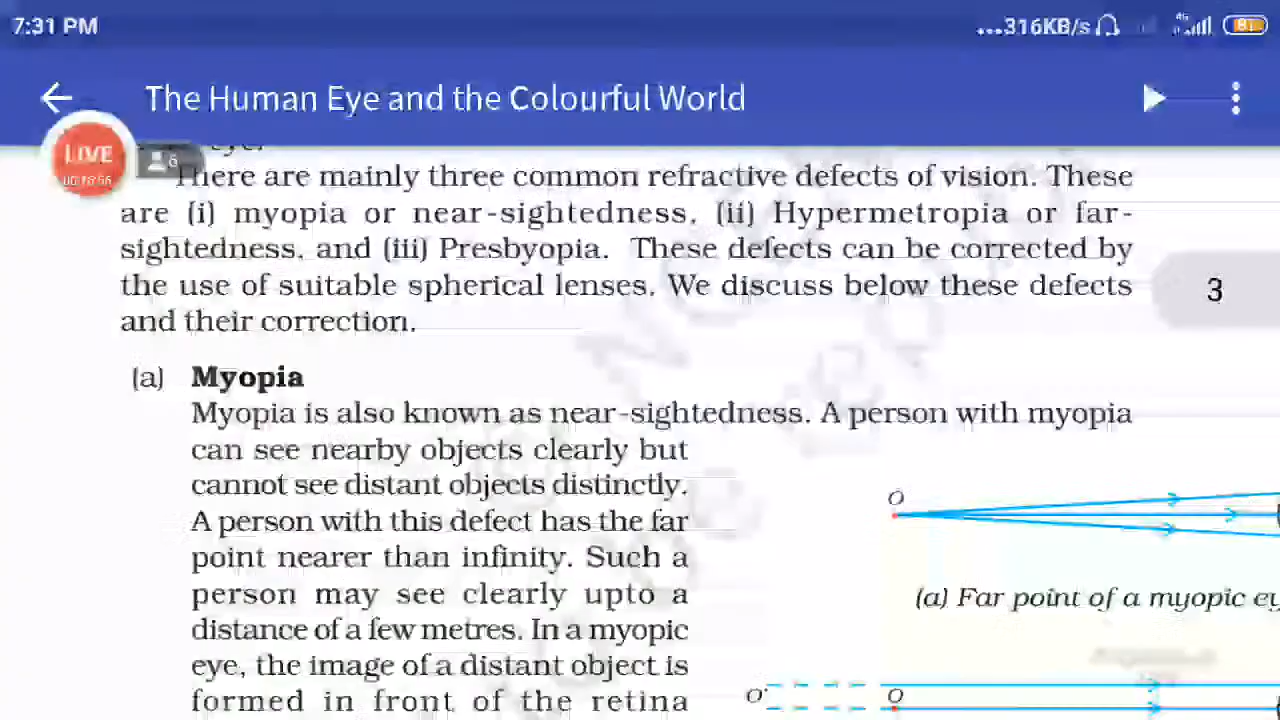 7:31 PM
...316KB/s
4G
81
The Human Eye and the Colourful World
LIVE
6
eye.
There are mainly three common refractive defects of vision. These
are (i) myopia or near-sightedness, (ii) Hypermetropia or far-
sightedness, and (iii) Presbyopia. These defects can be corrected by
the use of suitable spherical lenses. We discuss below these defects
and their correction.
3
(a) Myopia
Myopia is also known as near-sightedness. A person with myopia
can see nearby objects clearly but
cannot see distant objects distinctly.
A person with this defect has the far
point nearer than infinity. Such a
person may see clearly upto a
distance of a few metres. In a myopic
eye, the image of a distant object is
formed in front of the retina
O
(a) Far point of a myopic ey
O'
O